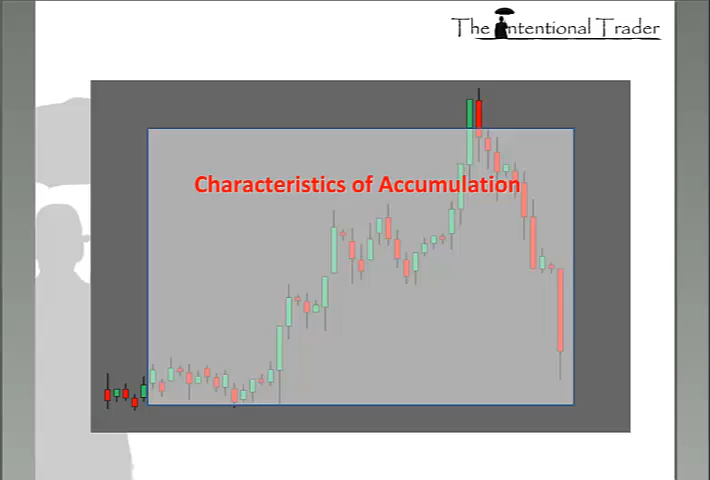 The Intentional Trader
Characteristics of Accumulation